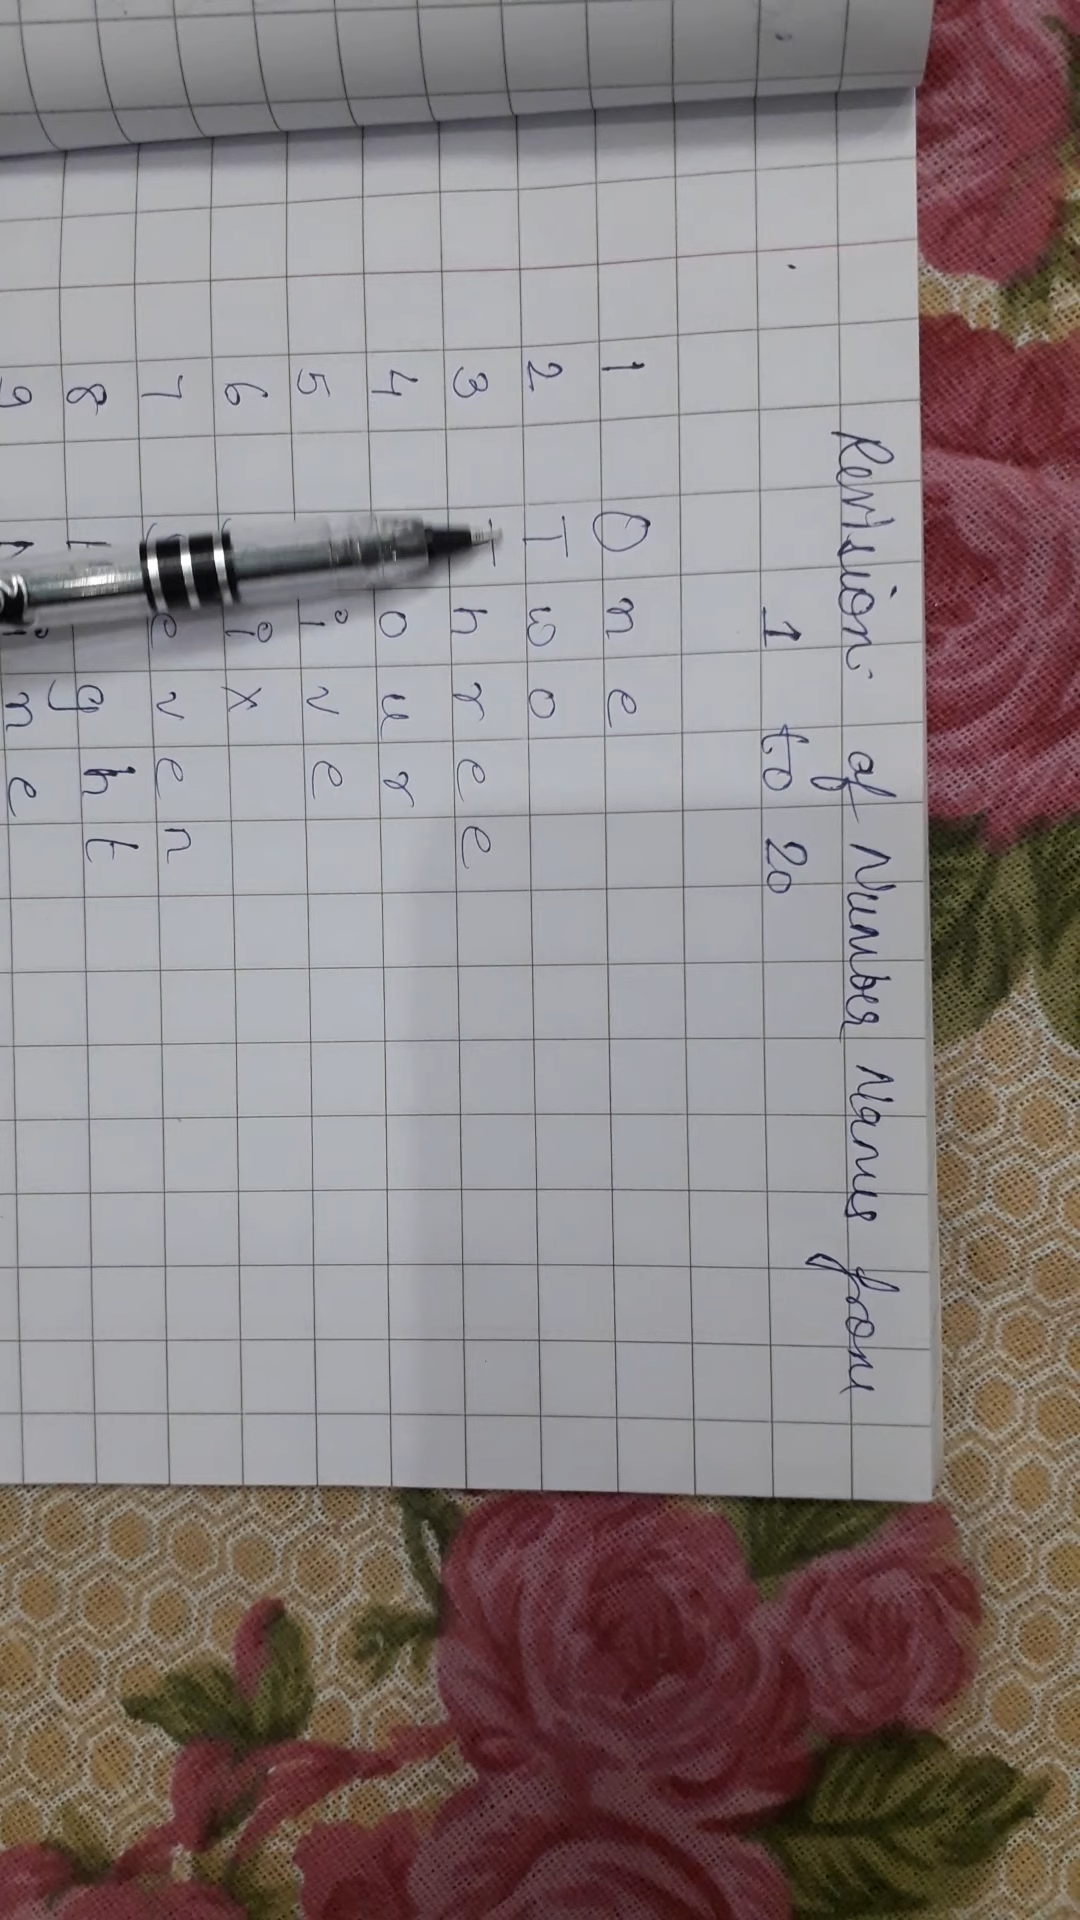 Revision of Number Names from
1 to 20
1 One
2 Two
3 Three
4 our
5 ive
6 ix
7 even
8 ght
9 ine